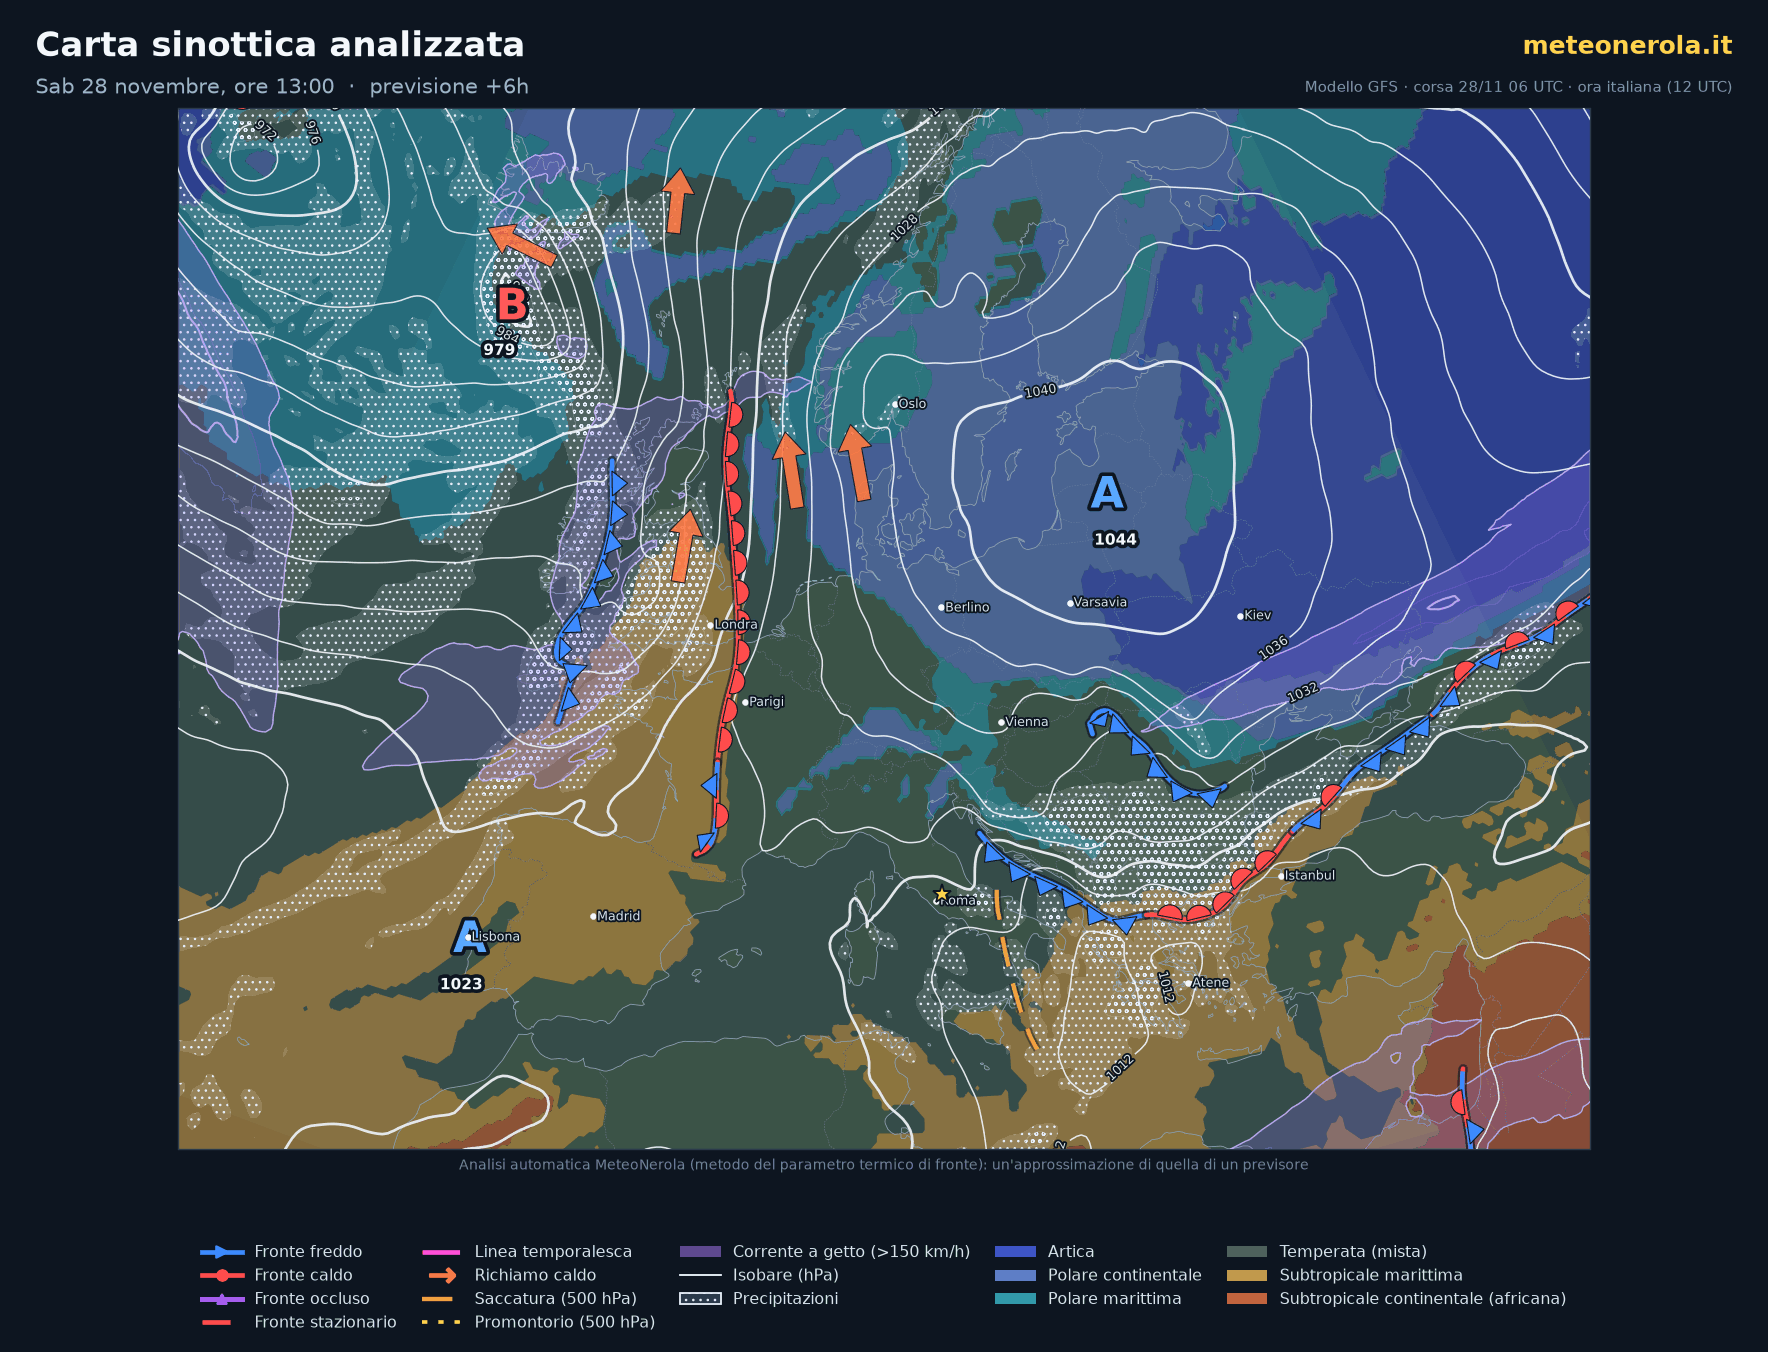 Carta sinottica analizzata
meteonerola.it
Sab 28 novembre, ore 13:00 · previsione +6h
Modello GFS · corsa 28/11 06 UTC · ora italiana (12 UTC)
972
976
1028
B
984
979
1040
Oslo
A
1044
Berlino
Varsavia
Kiev
Londra
1036
1032
Parigi
Vienna
Istanbul
Roma
Madrid
A
Lisbona
1023
1012
Atene
1012
Analisi automatica MeteoNerola (metodo del parametro termico di fronte): un'approssimazione di quella di un previsore
Fronte freddo
Fronte caldo
Fronte occluso
Fronte stazionario
Linea temporalesca
Richiamo caldo
Saccatura (500 hPa)
Promontorio (500 hPa)
Corrente a getto (>150 km/h)
Isobare (hPa)
Precipitazioni
Artica
Polare continentale
Polare marittima
Temperata (mista)
Subtropicale marittima
Subtropicale continentale (africana)